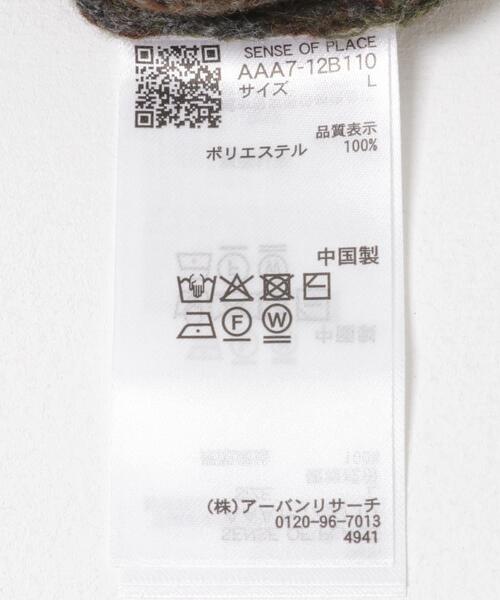 SENSE OF PLACE
AAA7-12B110
サイズ L
品質表示
ポリエステル 100%
中国製
F W
(株)アーバンリサーチ
0120-96-7013
4941